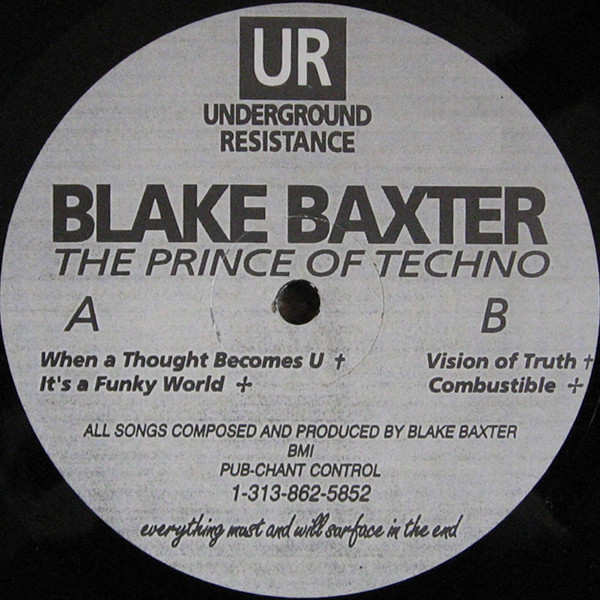 UR
UNDERGROUND
RESISTANCE
BLAKE BAXTER
THE PRINCE OF TECHNO
A B
When a Thought Becomes U † Vision of Truth †
It's a Funky World ✢ Combustible ✢
ALL SONGS COMPOSED AND PRODUCED BY BLAKE BAXTER
BMI
PUB-CHANT CONTROL
1-313-862-5852
everything must and will surface in the end